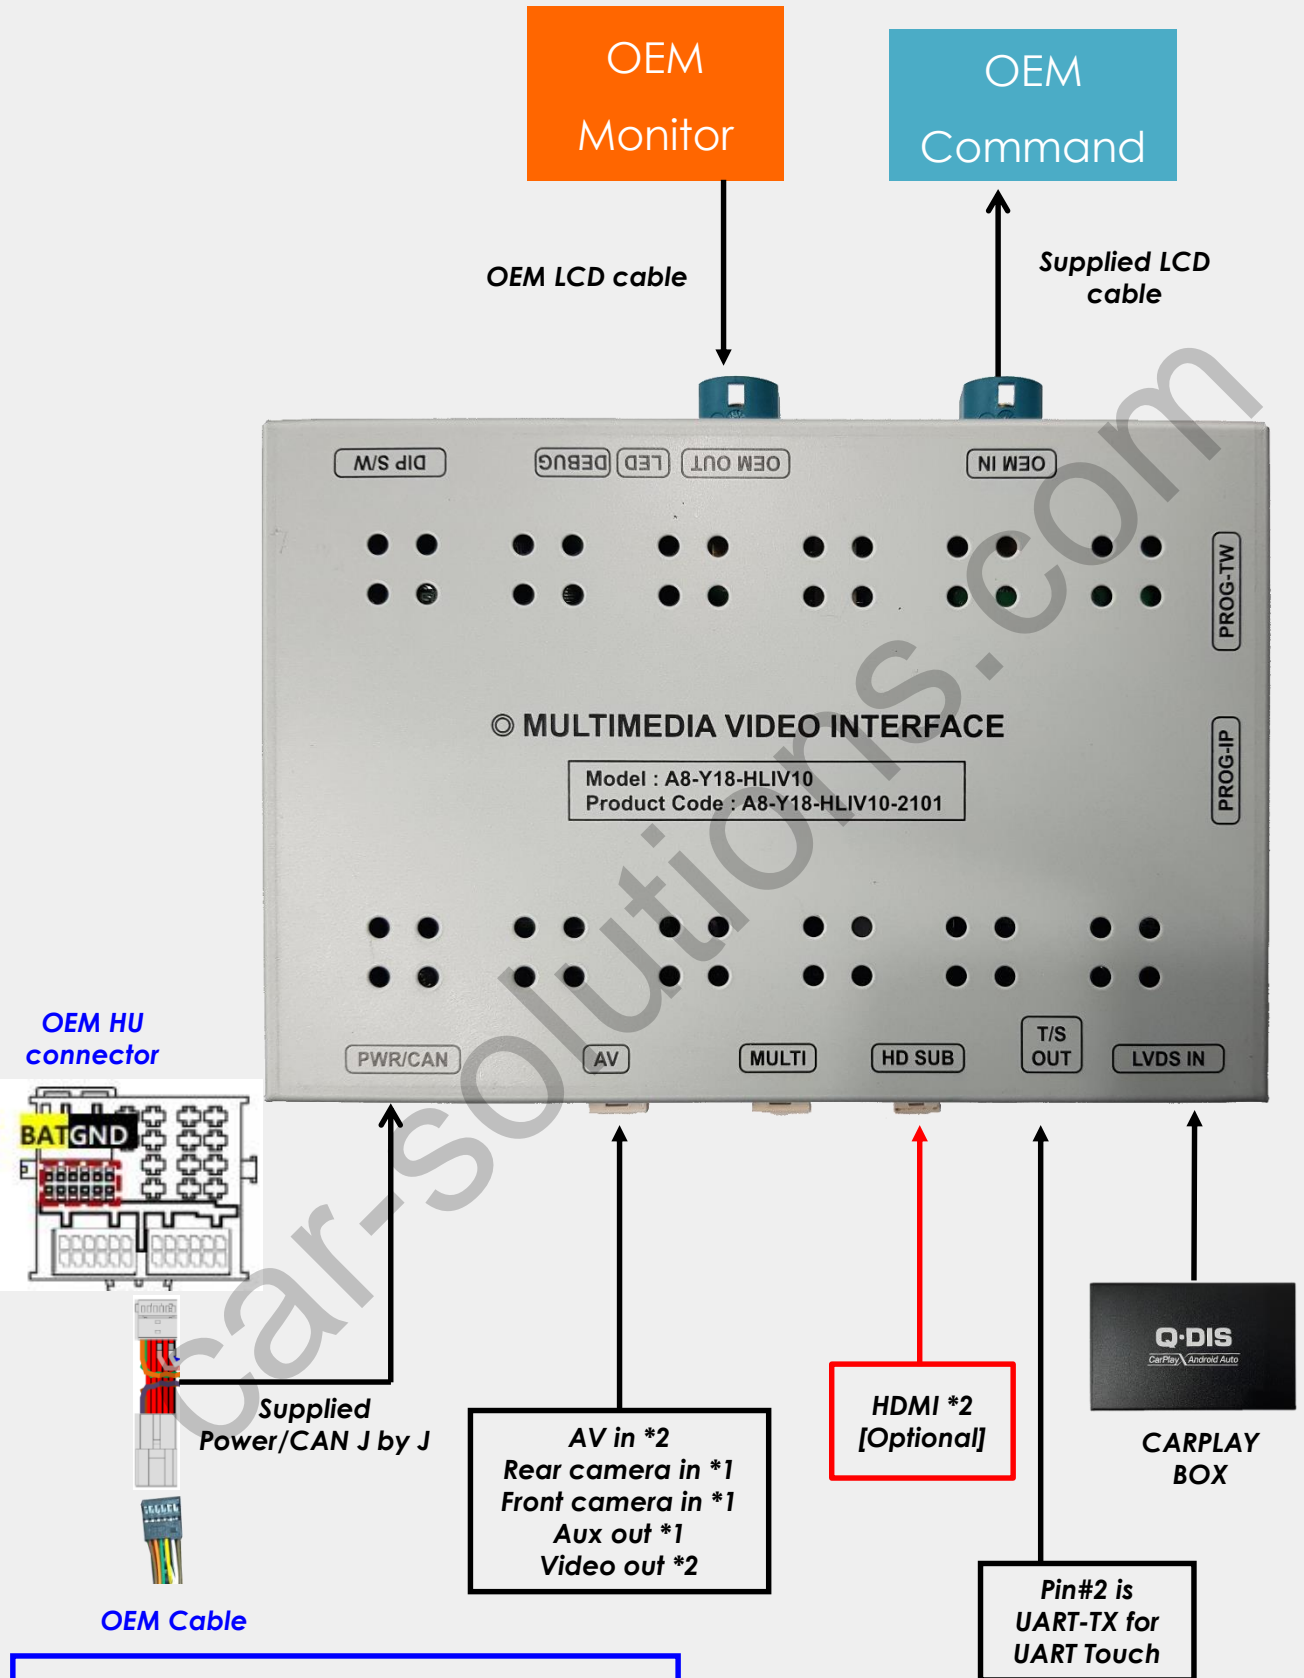 OEM
Monitor
OEM
Command
OEM LCD cable
Supplied LCD
cable
DIP S/W
DEBUG
LED
OEM OUT
OEM IN
PROG-TW
◎ MULTIMEDIA VIDEO INTERFACE
Model : A8-Y18-HLIV10
Product Code : A8-Y18-HLIV10-2101
PROG-IP
OEM HU
connector
PWR/CAN
AV
MULTI
HD SUB
T/S
OUT
LVDS IN
BAT
GND
Supplied
Power/CAN J by J
AV in *2
Rear camera in *1
Front camera in *1
Aux out *1
Video out *2
HDMI *2
[Optional]
Q·DIS
CarPlay Android Auto
CARPLAY
BOX
OEM Cable
Pin#2 is
UART-TX for
UART Touch
car-solutions.com